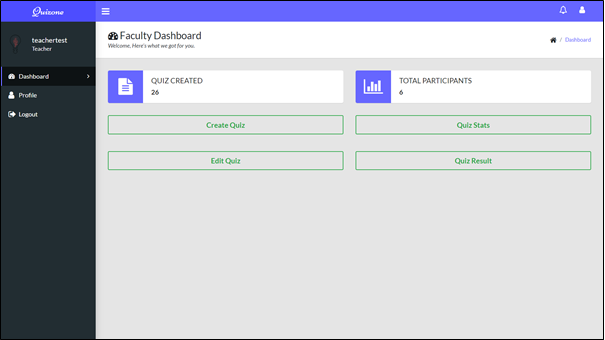 Quizone
teachertest
Teacher
Dashboard
Profile
Logout
Faculty Dashboard
Welcome, Here's what we got for you.
/ Dashboard
QUIZ CREATED
26
TOTAL PARTICIPANTS
6
Create Quiz
Quiz Stats
Edit Quiz
Quiz Result